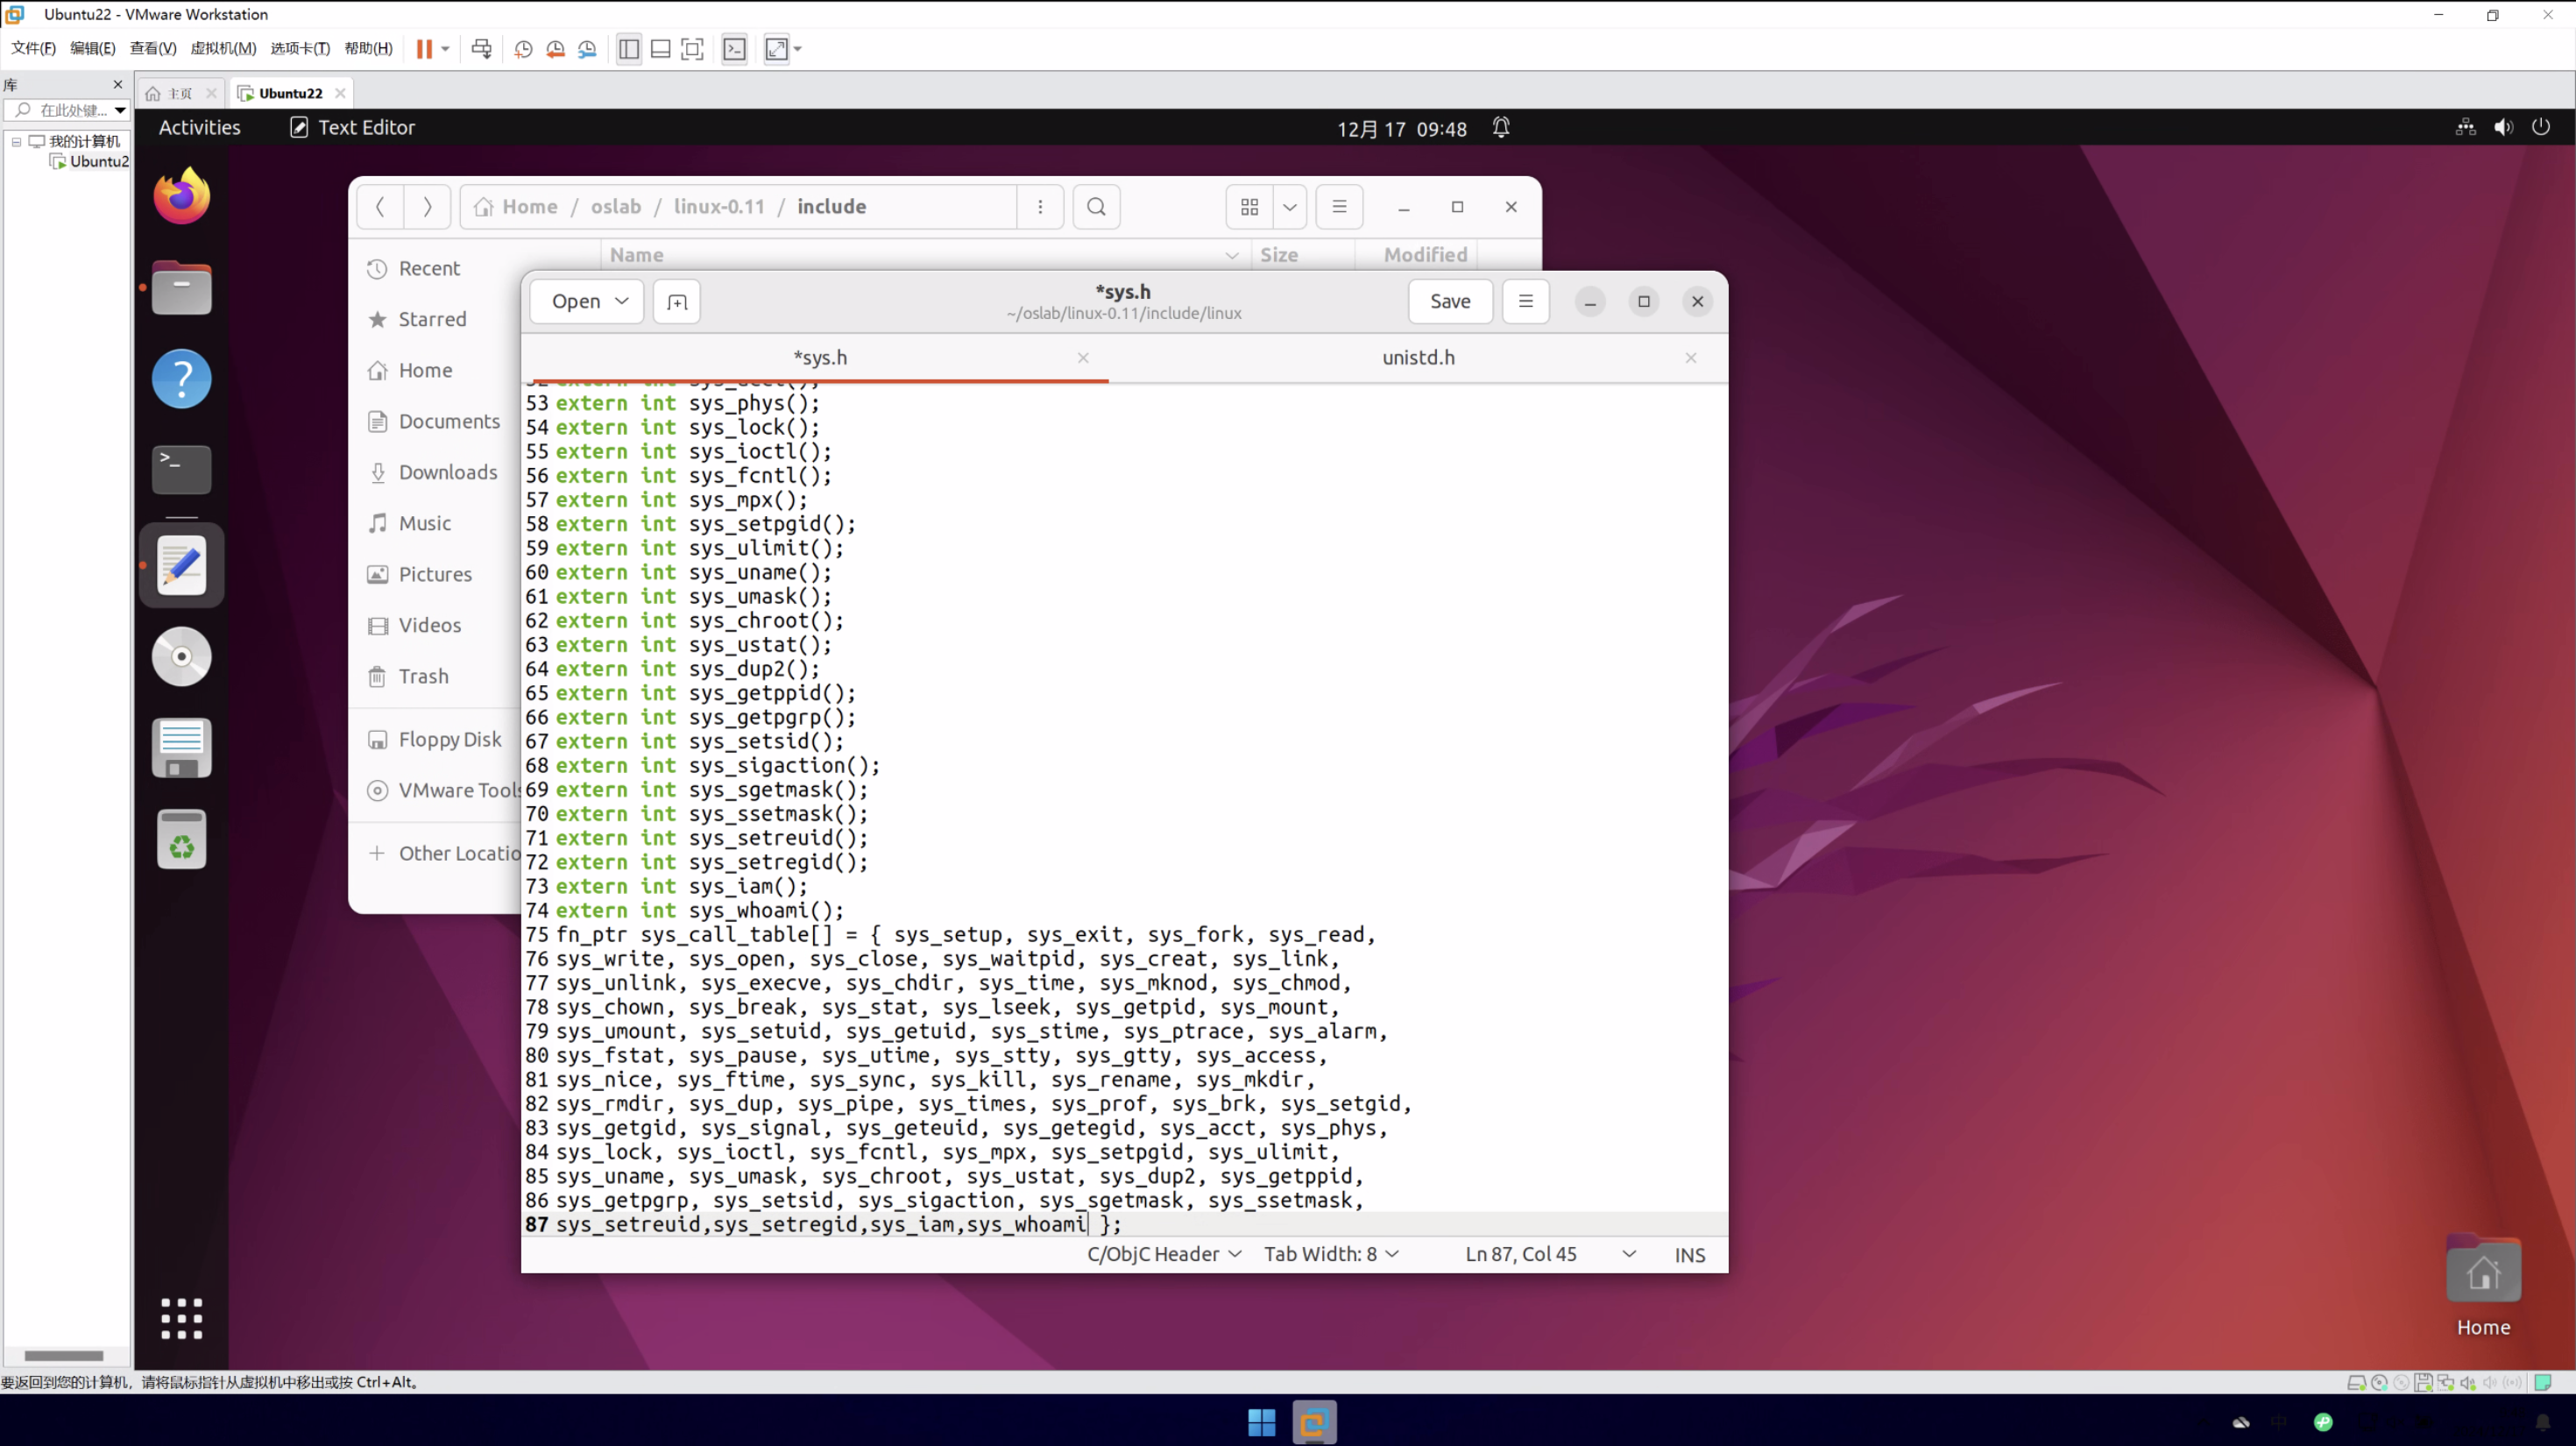 Ubuntu22 - VMware Workstation
文件(F) 编辑(E) 查看(V) 虚拟机(M) 选项卡(T) 帮助(H)
库
在此处键...
主页
Ubuntu22
我的计算机
Ubuntu2
Activities
Text Editor
12月 17 09:48
Home / oslab / linux-0.11 / include
Name
Size
Modified
Recent
Starred
Home
Documents
Downloads
Music
Pictures
Videos
Trash
Floppy Disk
VMware Tools
Other Locatio
Open
*sys.h
~/oslab/linux-0.11/include/linux
Save
*sys.h
unistd.h
53 extern int sys_phys();
54 extern int sys_lock();
55 extern int sys_ioctl();
56 extern int sys_fcntl();
57 extern int sys_mpx();
58 extern int sys_setpgid();
59 extern int sys_ulimit();
60 extern int sys_uname();
61 extern int sys_umask();
62 extern int sys_chroot();
63 extern int sys_ustat();
64 extern int sys_dup2();
65 extern int sys_getppid();
66 extern int sys_getpgrp();
67 extern int sys_setsid();
68 extern int sys_sigaction();
69 extern int sys_sgetmask();
70 extern int sys_ssetmask();
71 extern int sys_setreuid();
72 extern int sys_setregid();
73 extern int sys_iam();
74 extern int sys_whoami();
75 fn_ptr sys_call_table[] = { sys_setup, sys_exit, sys_fork, sys_read,
76 sys_write, sys_open, sys_close, sys_waitpid, sys_creat, sys_link,
77 sys_unlink, sys_execve, sys_chdir, sys_time, sys_mknod, sys_chmod,
78 sys_chown, sys_break, sys_stat, sys_lseek, sys_getpid, sys_mount,
79 sys_umount, sys_setuid, sys_getuid, sys_stime, sys_ptrace, sys_alarm,
80 sys_fstat, sys_pause, sys_utime, sys_stty, sys_gtty, sys_access,
81 sys_nice, sys_ftime, sys_sync, sys_kill, sys_rename, sys_mkdir,
82 sys_rmdir, sys_dup, sys_pipe, sys_times, sys_prof, sys_brk, sys_setgid,
83 sys_getgid, sys_signal, sys_geteuid, sys_getegid, sys_acct, sys_phys,
84 sys_lock, sys_ioctl, sys_fcntl, sys_mpx, sys_setpgid, sys_ulimit,
85 sys_uname, sys_umask, sys_chroot, sys_ustat, sys_dup2, sys_getppid,
86 sys_getpgrp, sys_setsid, sys_sigaction, sys_sgetmask, sys_ssetmask,
87 sys_setreuid,sys_setregid,sys_iam,sys_whoami };
C/ObjC Header
Tab Width: 8
Ln 87, Col 45
INS
Home
要返回到您的计算机，请将鼠标指针从虚拟机中移出或按 Ctrl+Alt。